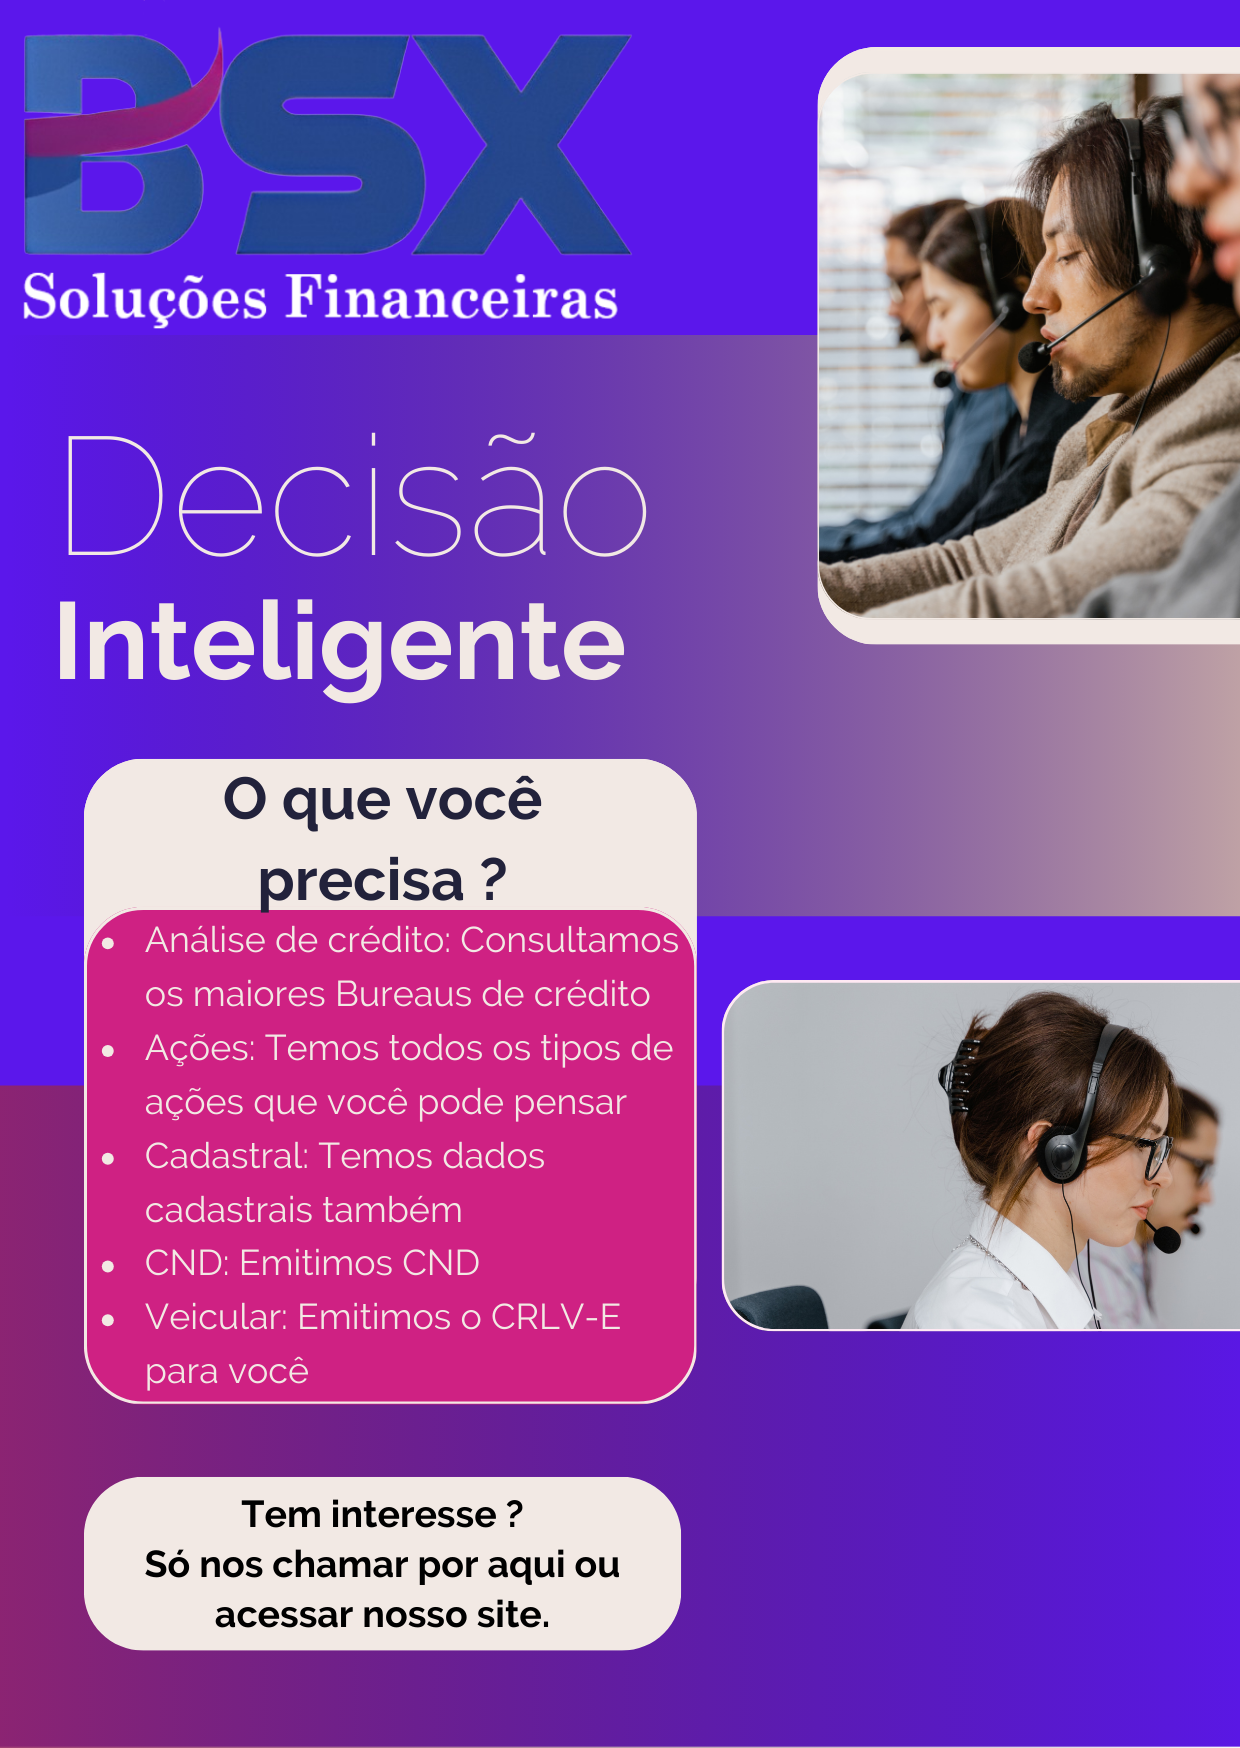 BSX
Soluções Financeiras
Decisão
Inteligente
O que você
precisa ?
• Análise de crédito: Consultamos
os maiores Bureaus de crédito
• Ações: Temos todos os tipos de
ações que você pode pensar
• Cadastral: Temos dados
cadastrais também
• CND: Emitimos CND
• Veicular: Emitimos o CRLV-E
para você
Tem interesse ?
Só nos chamar por aqui ou
acessar nosso site.